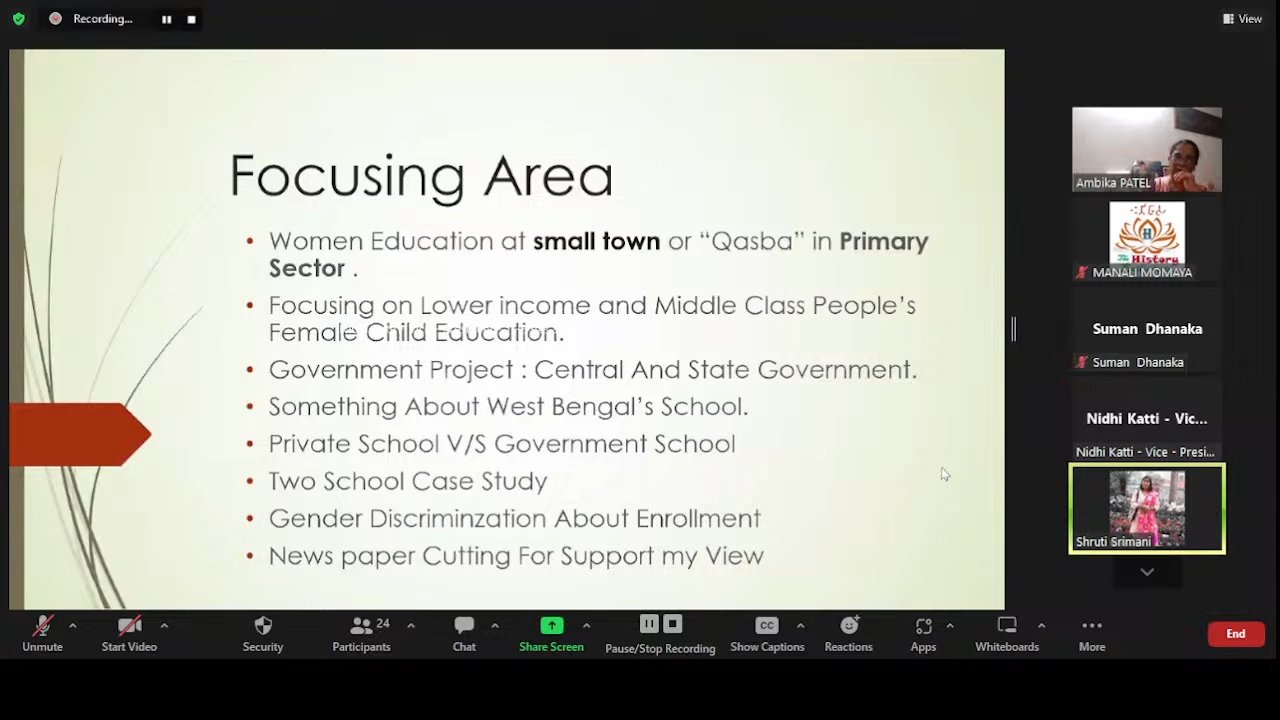 Recording...
View
Focusing Area
• Women Education at small town or “Qasba” in Primary
Sector .
• Focusing on Lower income and Middle Class People’s
Female Child Education.
• Government Project : Central And State Government.
• Something About West Bengal’s School.
• Private School V/S Government School
• Two School Case Study
• Gender Discriminzation About Enrollment
• News paper Cutting For Support my View
Ambika PATEL
The History
MANALI MOMAYA
Suman Dhanaka
Suman Dhanaka
Nidhi Katti - Vic...
Nidhi Katti - Vice - Presi...
Shruti Srimani
Unmute
Start Video
Security
24
Participants
Chat
Share Screen
Pause/Stop Recording
CC
Show Captions
Reactions
Apps
Whiteboards
More
End